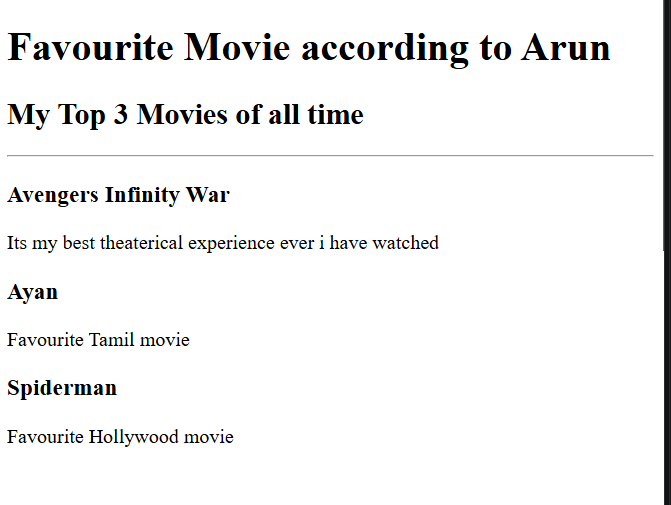 Favourite Movie according to Arun
My Top 3 Movies of all time
Avengers Infinity War
Its my best theaterical experience ever i have watched
Ayan
Favourite Tamil movie
Spiderman
Favourite Hollywood movie